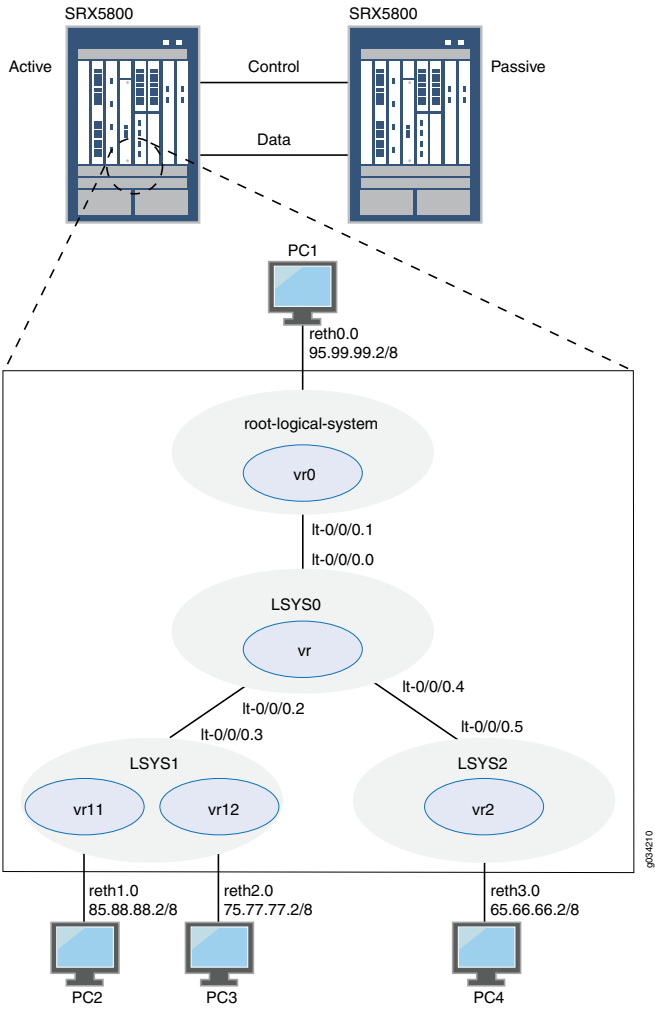 SRX5800
SRX5800
Active
Control
Passive
Data
PC1
reth0.0
95.99.99.2/8
root-logical-system
vr0
lt-0/0/0.1
lt-0/0/0.0
LSYS0
vr
lt-0/0/0.4
lt-0/0/0.2
lt-0/0/0.5
lt-0/0/0.3
LSYS1
LSYS2
vr11
vr12
vr2
g034210
reth1.0
85.88.88.2/8
reth2.0
75.77.77.2/8
reth3.0
65.66.66.2/8
PC2
PC3
PC4